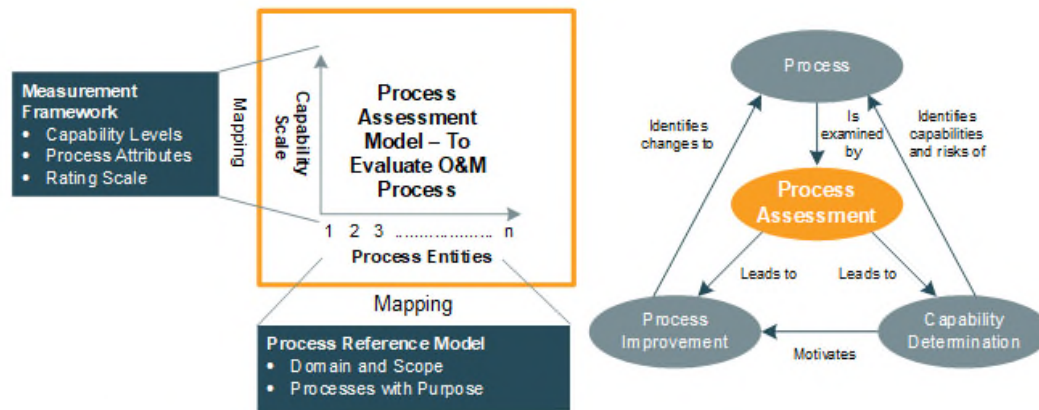 Measurement
Framework
• Capability Levels
• Process Attributes
• Rating Scale
Mapping
Capability
Scale
Process
Assessment
Model – To
Evaluate O&M
Process
1 2 3 ........................ n
Process Entities
Mapping
Process Reference Model
• Domain and Scope
• Processes with Purpose
Process
Identifies
changes to
Is
examined
by
Identifies
capabilities
and risks of
Process
Assessment
Leads to
Leads to
Process
Improvement
Motivates
Capability
Determination